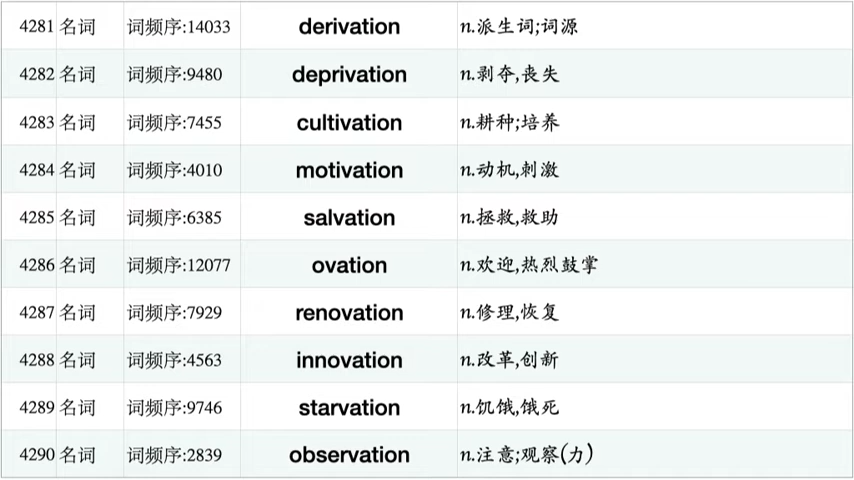 4281 名词 词频序:14033 derivation n.派生词;词源
4282 名词 词频序:9480 deprivation n.剥夺,丧失
4283 名词 词频序:7455 cultivation n.耕种;培养
4284 名词 词频序:4010 motivation n.动机,刺激
4285 名词 词频序:6385 salvation n.拯救,救助
4286 名词 词频序:12077 ovation n.欢迎,热烈鼓掌
4287 名词 词频序:7929 renovation n.修理,恢复
4288 名词 词频序:4563 innovation n.改革,创新
4289 名词 词频序:9746 starvation n.饥饿,饿死
4290 名词 词频序:2839 observation n.注意;观察(力)